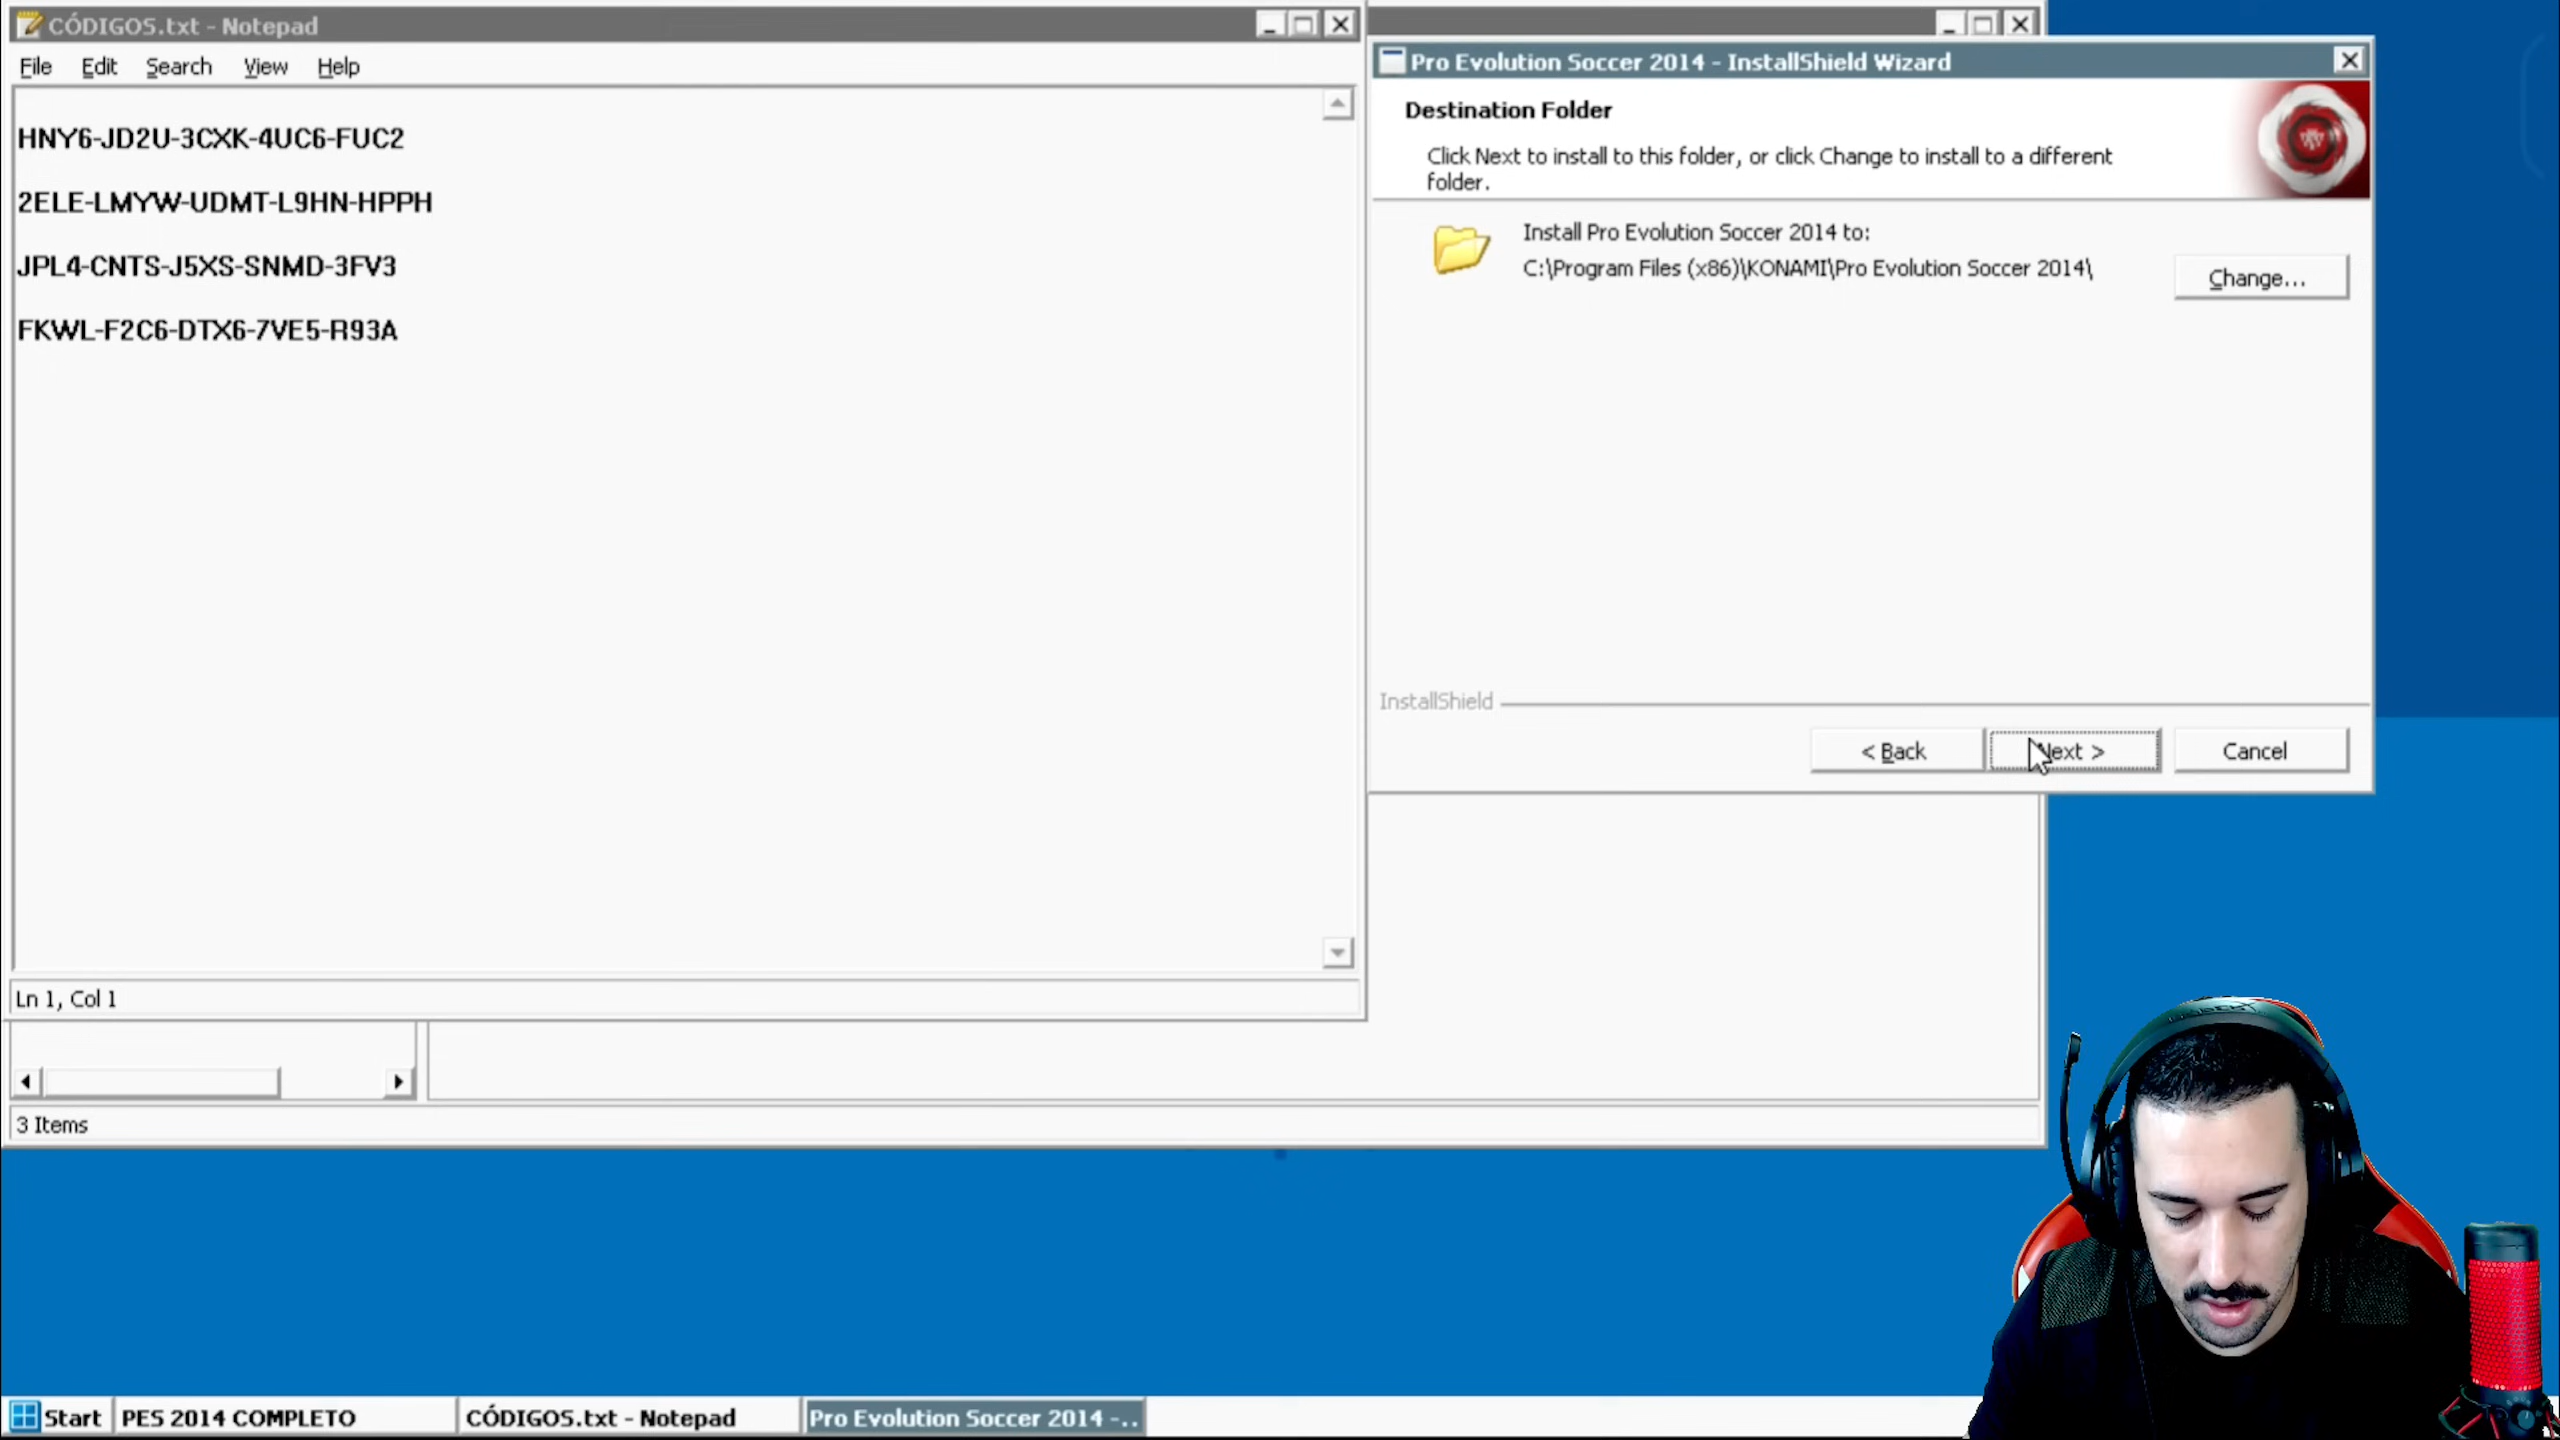 CÓDIGOS.txt - Notepad
File Edit Search View Help
HNY6-JD2U-3CXK-4UC6-FUC2
2ELE-LMYW-UDMT-L9HN-HPPH
JPL4-CNTS-J5XS-SNMD-3FV3
FKWL-F2C6-DTX6-7VE5-R93A
Ln 1, Col 1
3 Items
Pro Evolution Soccer 2014 - InstallShield Wizard
Destination Folder
Click Next to install to this folder, or click Change to install to a different
folder.
Install Pro Evolution Soccer 2014 to:
C:\Program Files (x86)\KONAMI\Pro Evolution Soccer 2014\
Change...
InstallShield
< Back Next > Cancel
Start PES 2014 COMPLETO CÓDIGOS.txt - Notepad Pro Evolution Soccer 2014 -..